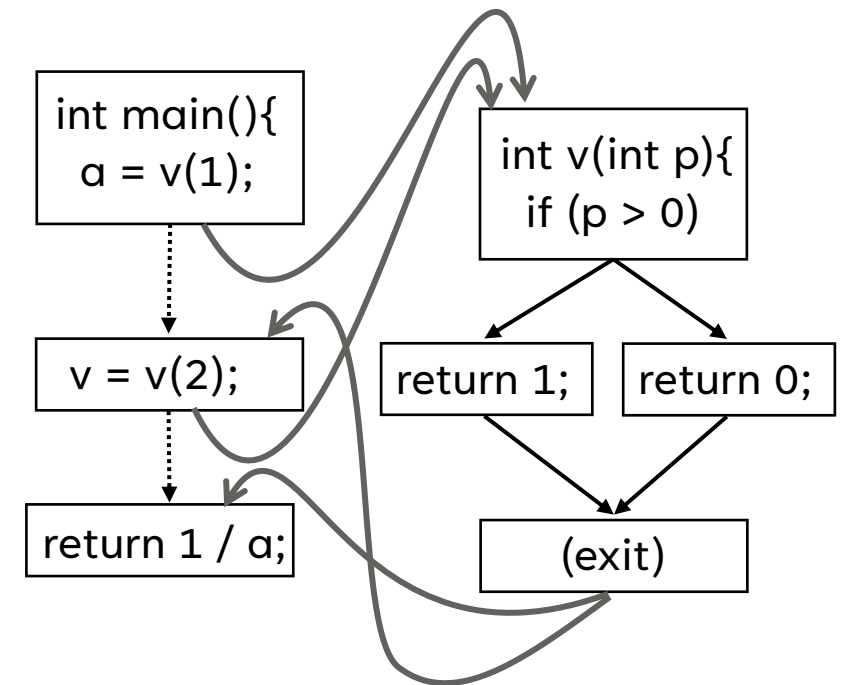 int main(){
a = v(1);
v = v(2);
return 1 / a;
int v(int p){
if (p > 0)
return 1;
return 0;
(exit)